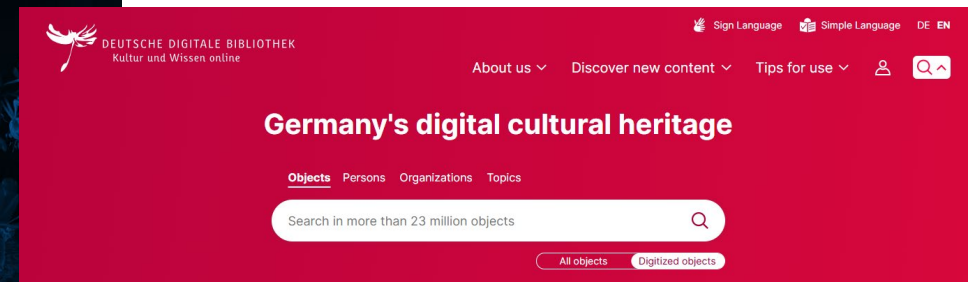 Sign Language Simple Language DE EN
DEUTSCHE DIGITALE BIBLIOTHEK
Kultur und Wissen online
About us Discover new content Tips for use
Germany's digital cultural heritage
Objects Persons Organizations Topics
Search in more than 23 million objects
All objects Digitized objects